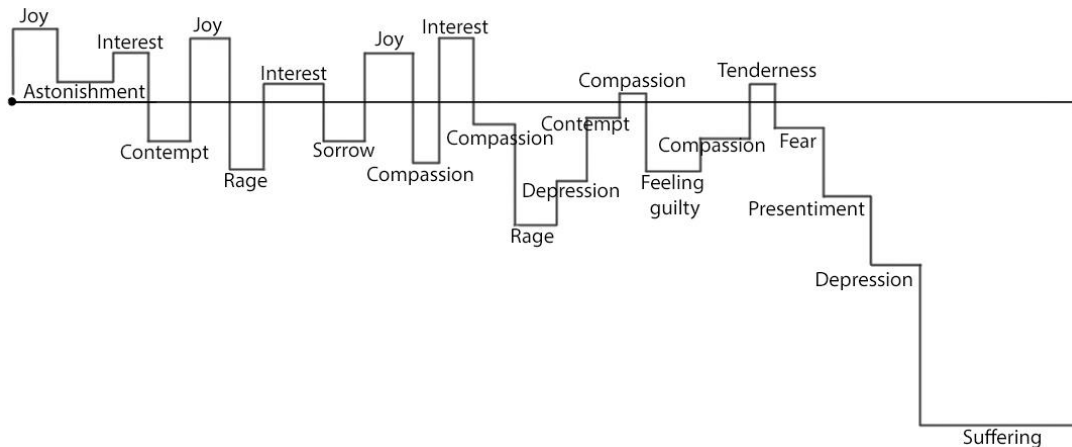 Joy
Astonishment
Interest
Contempt
Joy
Rage
Interest
Sorrow
Joy
Compassion
Interest
Compassion
Rage
Depression
Contempt
Compassion
Feeling
guilty
Compassion
Tenderness
Fear
Presentiment
Depression
Suffering